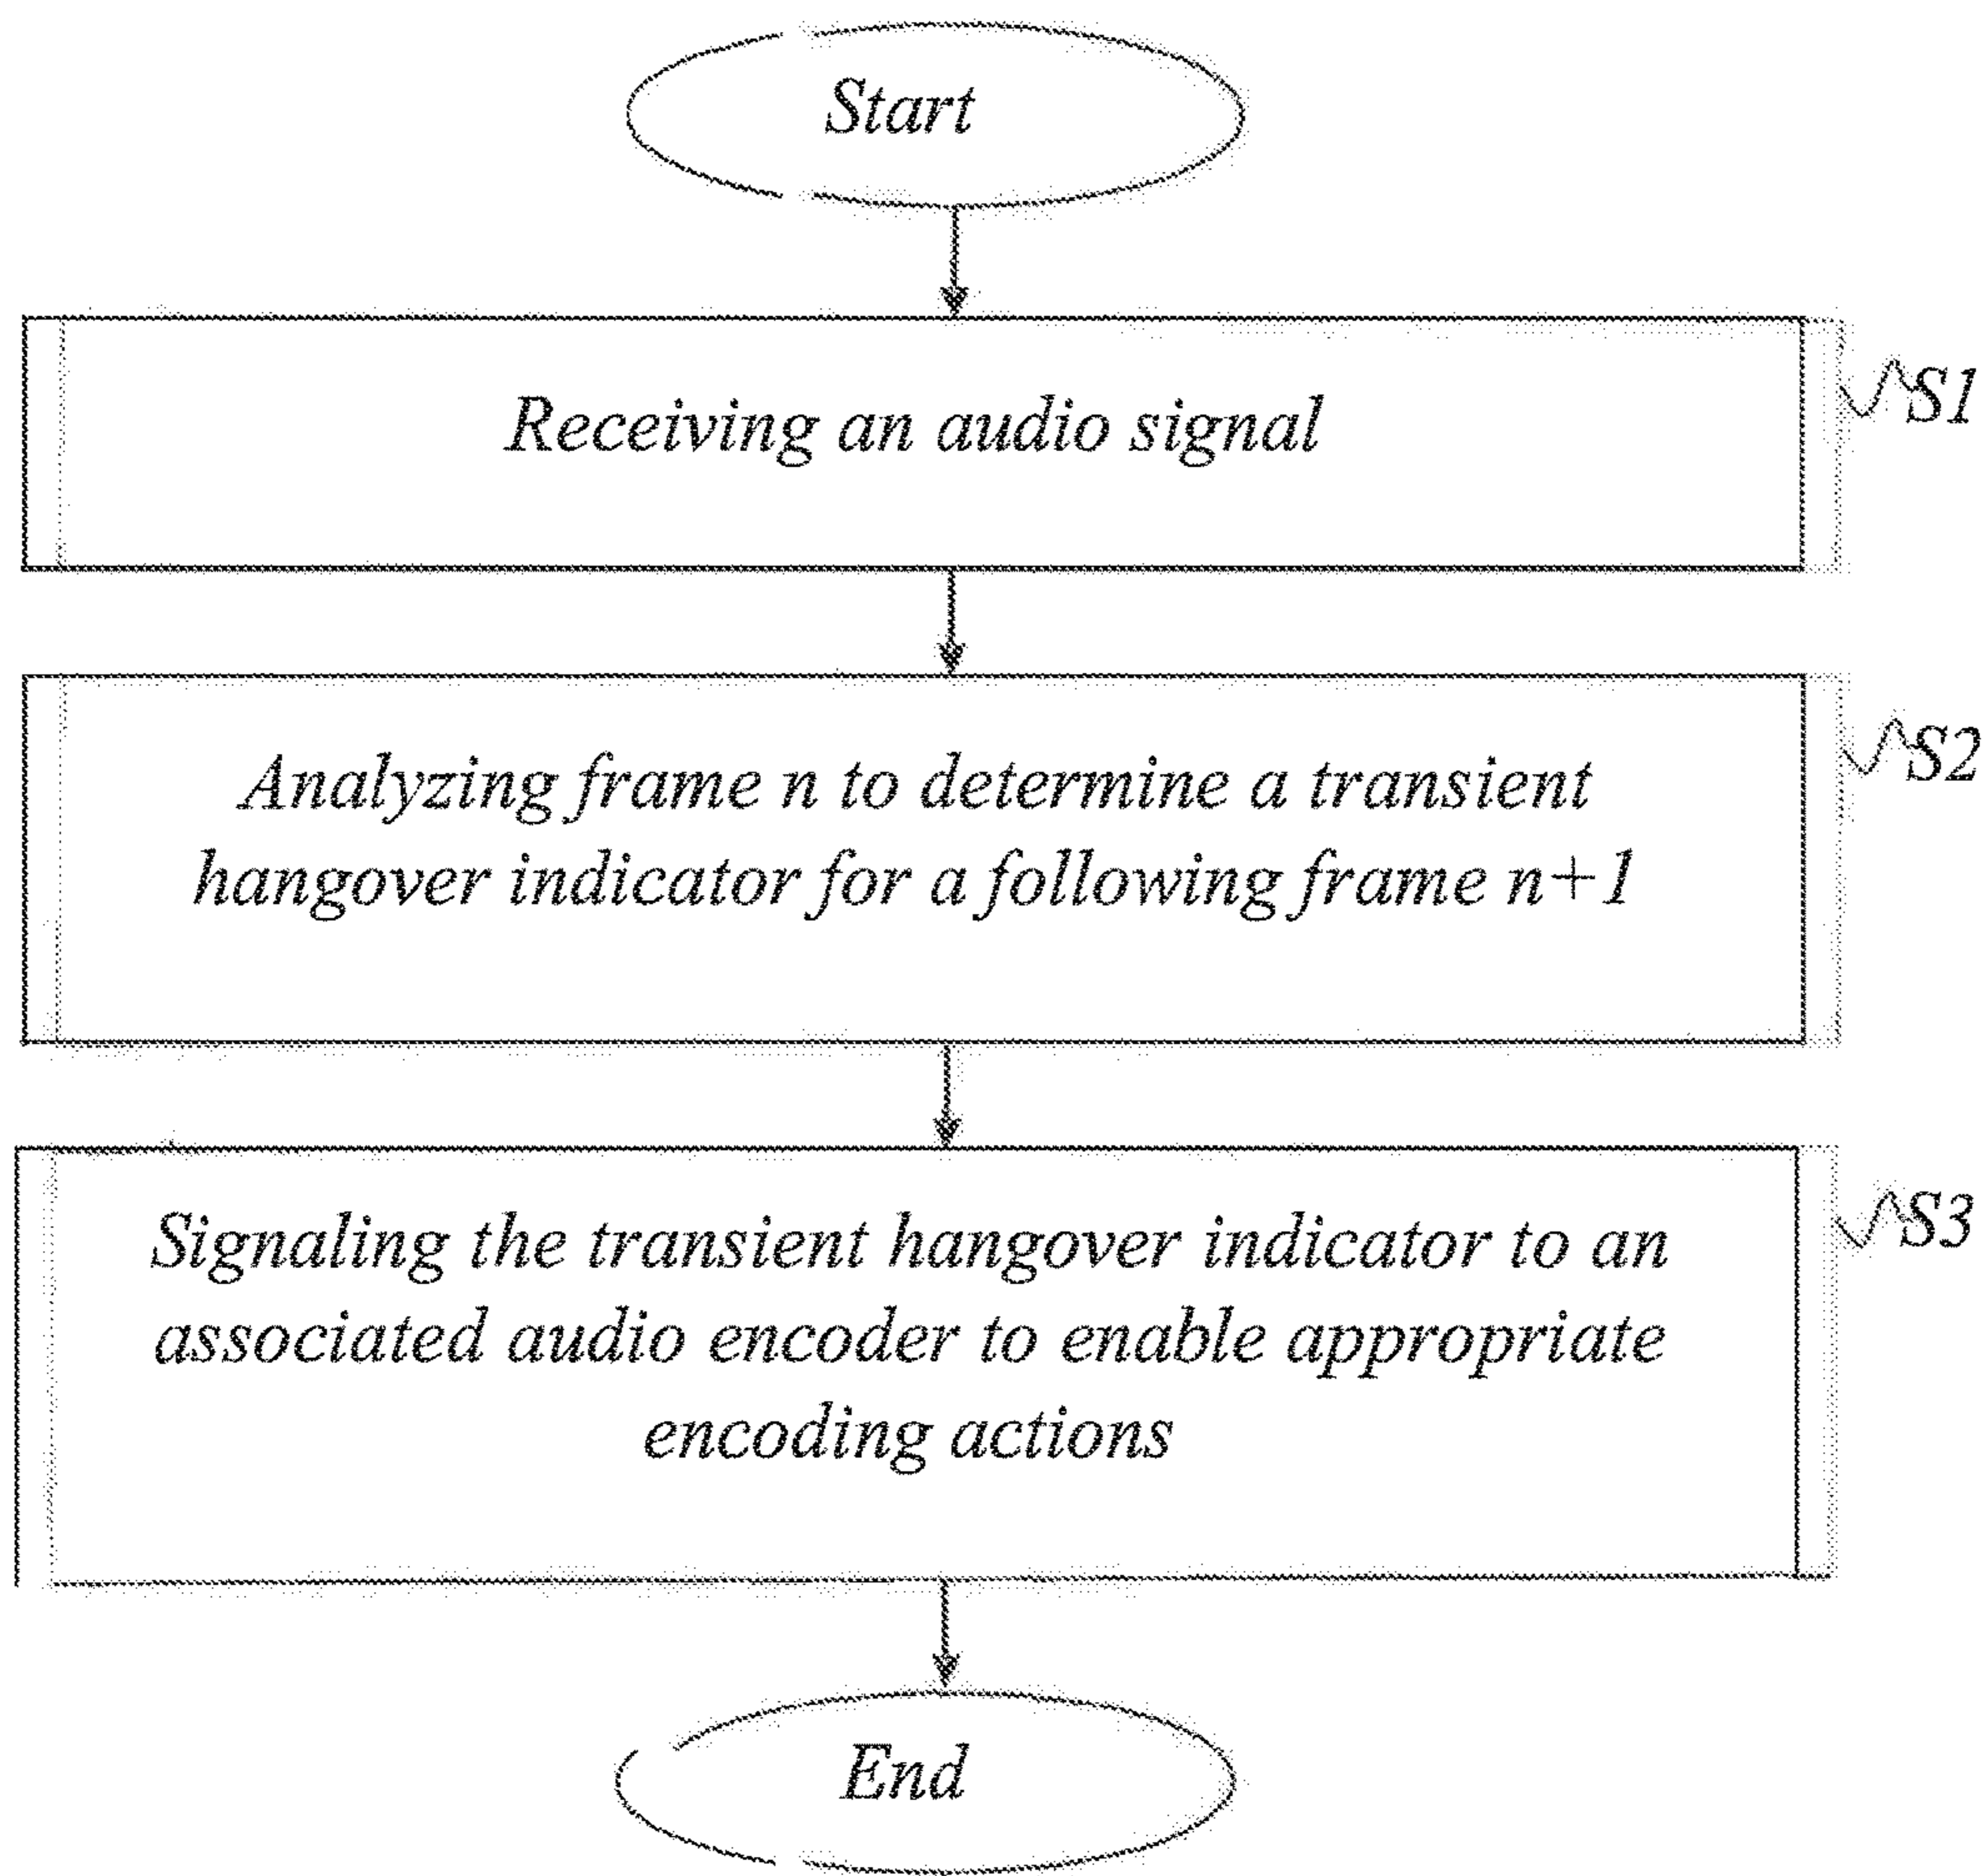 Start
Receiving an audio signal
S1
Analyzing frame n to determine a transient
hangover indicator for a following frame n+1
S2
Signaling the transient hangover indicator to an
associated audio encoder to enable appropriate
encoding actions
S3
End